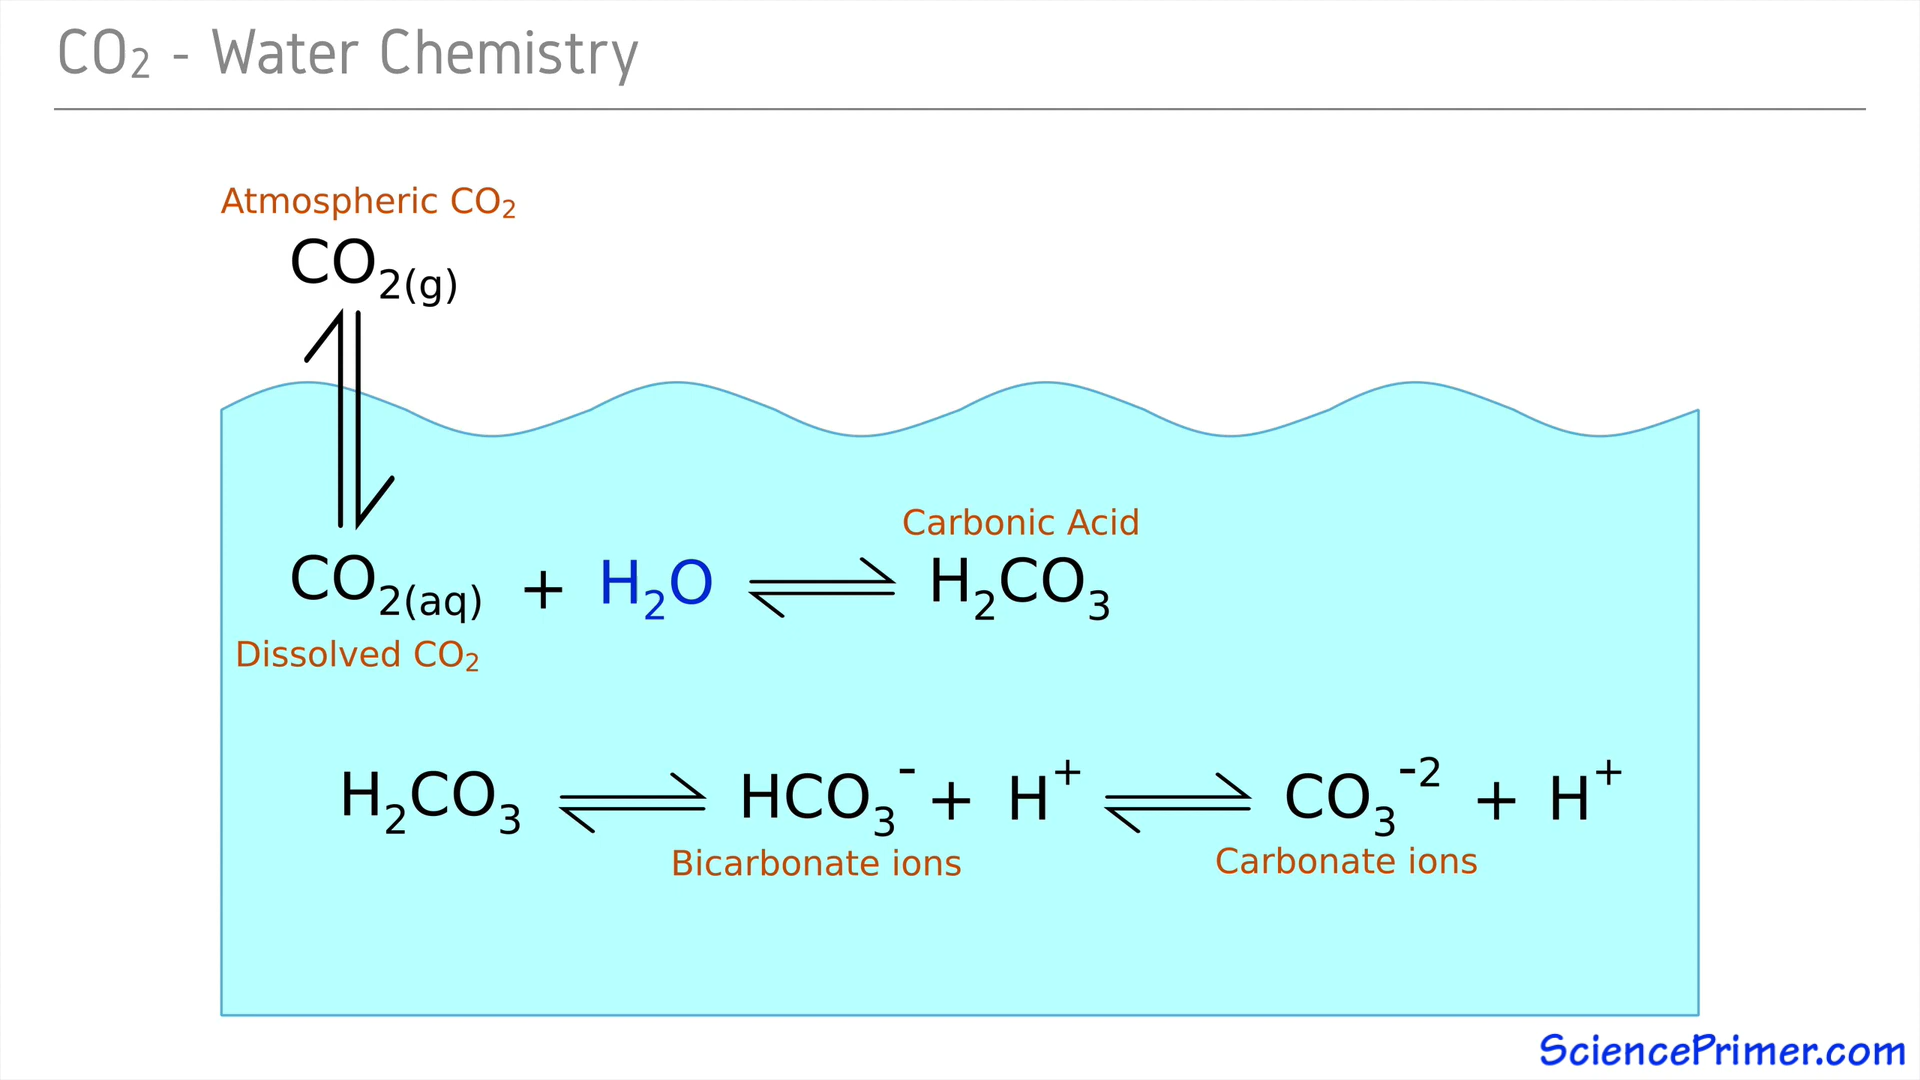 CO₂ - Water Chemistry
Atmospheric CO₂
CO₂(g)
CO₂(aq) + H₂O ⇌ H₂CO₃
Carbonic Acid
Dissolved CO₂
H₂CO₃ ⇌ HCO₃⁻ + H⁺ ⇌ CO₃⁻² + H⁺
Bicarbonate ions
Carbonate ions
SciencePrimer.com